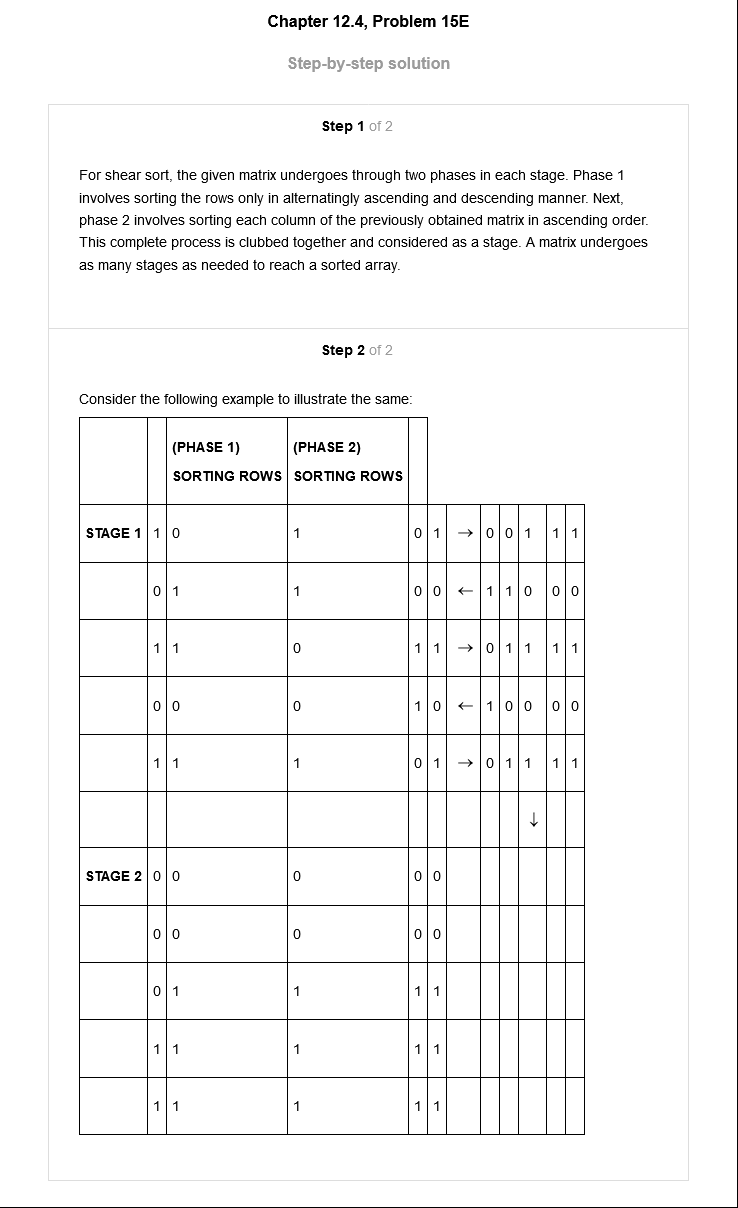 Chapter 12.4, Problem 15E
Step-by-step solution
Step 1 of 2
For shear sort, the given matrix undergoes through two phases in each stage. Phase 1
involves sorting the rows only in alternatingly ascending and descending manner. Next,
phase 2 involves sorting each column of the previously obtained matrix in ascending order.
This complete process is clubbed together and considered as a stage. A matrix undergoes
as many stages as needed to reach a sorted array.
Step 2 of 2
Consider the following example to illustrate the same:
(PHASE 1) (PHASE 2)
SORTING ROWS SORTING ROWS
STAGE 1 1 0 1 0 1 → 0 0 1 1 1
0 1 1 0 0 ← 1 1 0 0 0
1 1 0 1 1 → 0 1 1 1 1
0 0 0 1 0 ← 1 0 0 0 0
1 1 1 0 1 → 0 1 1 1 1
↓
STAGE 2 0 0 0 0 0
0 0 0 0 0
0 1 1 1 1
1 1 1 1 1
1 1 1 1 1